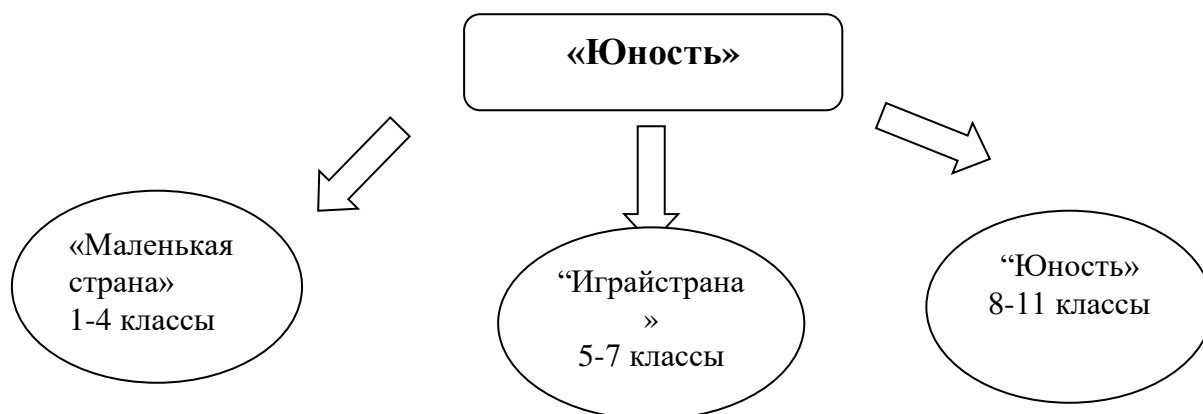 «Юность»
«Маленькая
страна»
1-4 классы
“Играйстрана
»
5-7 классы
“Юность»
8-11 классы